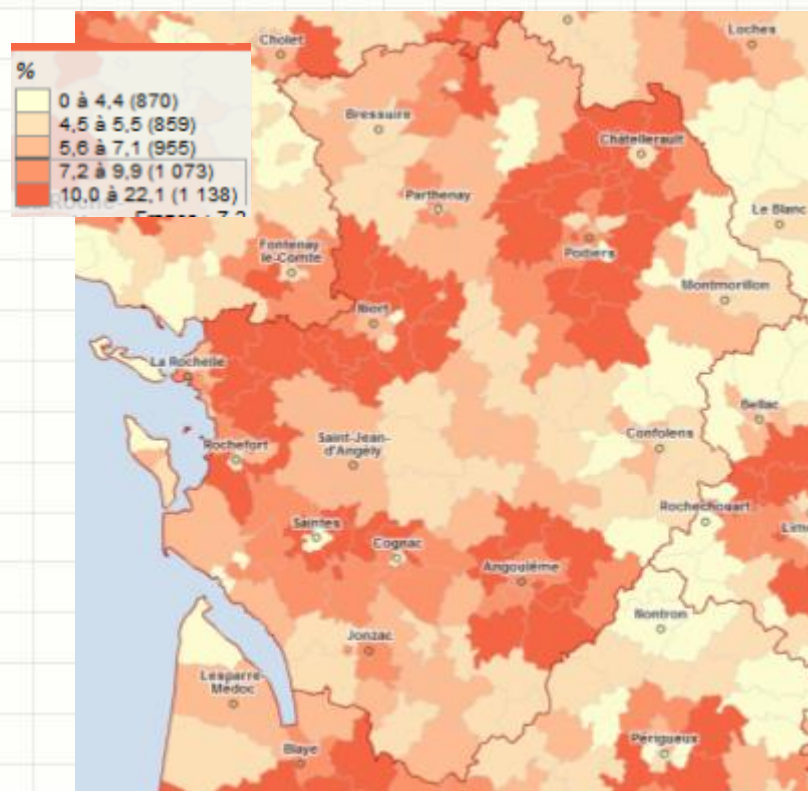 Cholet
Loches
%
0 à 4,4 (870)
4,5 à 5,5 (859)
5,6 à 7,1 (955)
7,2 à 9,9 (1 073)
10,0 à 22,1 (1 138)
Bressuire
Châtellerault
Parthenay
Le Blanc
Fontenay
le-Comte
Poitiers
Montmorillon
Niort
La Rochelle
Bellac
Rochefort
Saint-Jean-
d'Angély
Confolens
Rochechouart
Saintes
Cognac
Angoulême
Nontron
Jonzac
Lesparre-
Médoc
Blaye
Périgueux